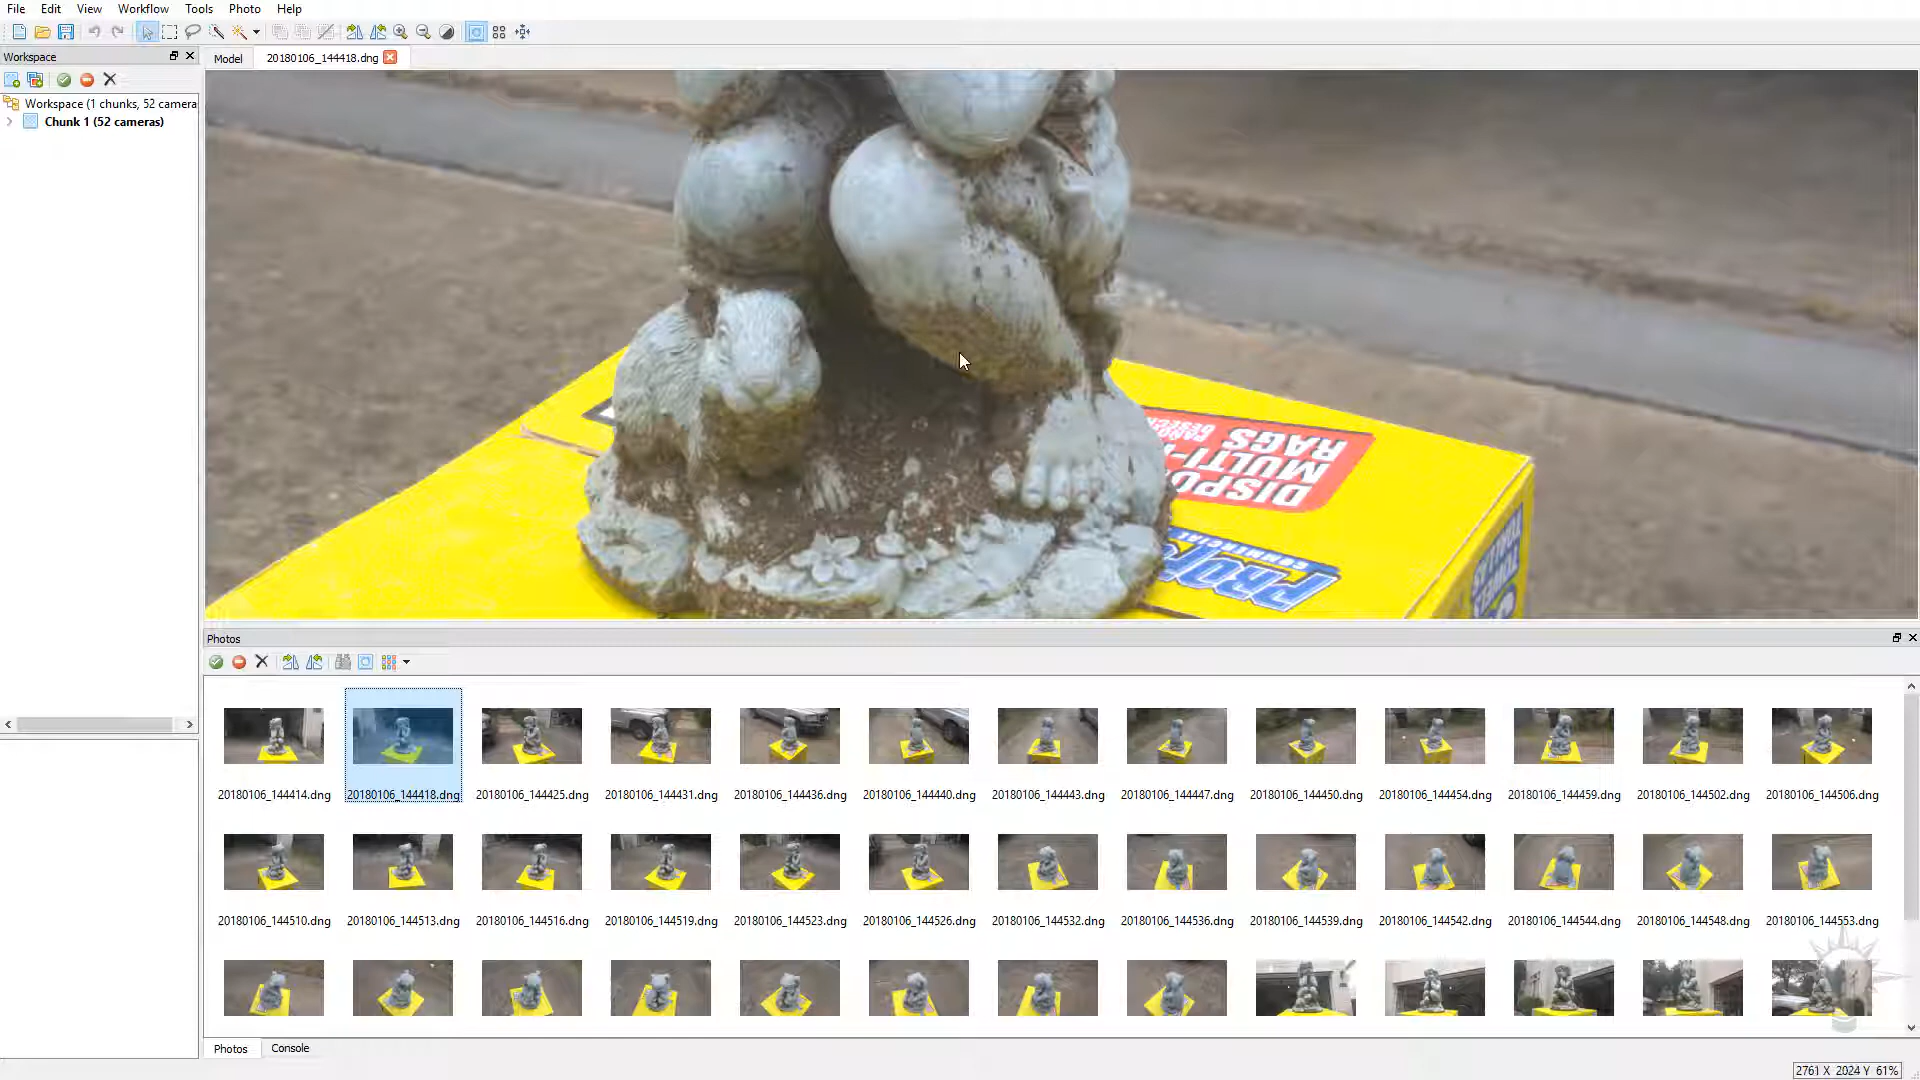 File Edit View Workflow Tools Photo Help
Workspace
Model 20180106_144418.dng
Workspace (1 chunks, 52 camera
Chunk 1 (52 cameras)
RAGS
MULTI-
DISPO
COMMERCIAL
Photos
20180106_144414.dng 20180106_144418.dng 20180106_144425.dng 20180106_144431.dng 20180106_144436.dng 20180106_144440.dng 20180106_144443.dng 20180106_144447.dng 20180106_144450.dng 20180106_144454.dng 20180106_144459.dng 20180106_144502.dng 20180106_144506.dng
20180106_144510.dng 20180106_144513.dng 20180106_144516.dng 20180106_144519.dng 20180106_144523.dng 20180106_144526.dng 20180106_144532.dng 20180106_144536.dng 20180106_144539.dng 20180106_144542.dng 20180106_144544.dng 20180106_144548.dng 20180106_144553.dng
Photos Console
2761 X 2024 Y 61%